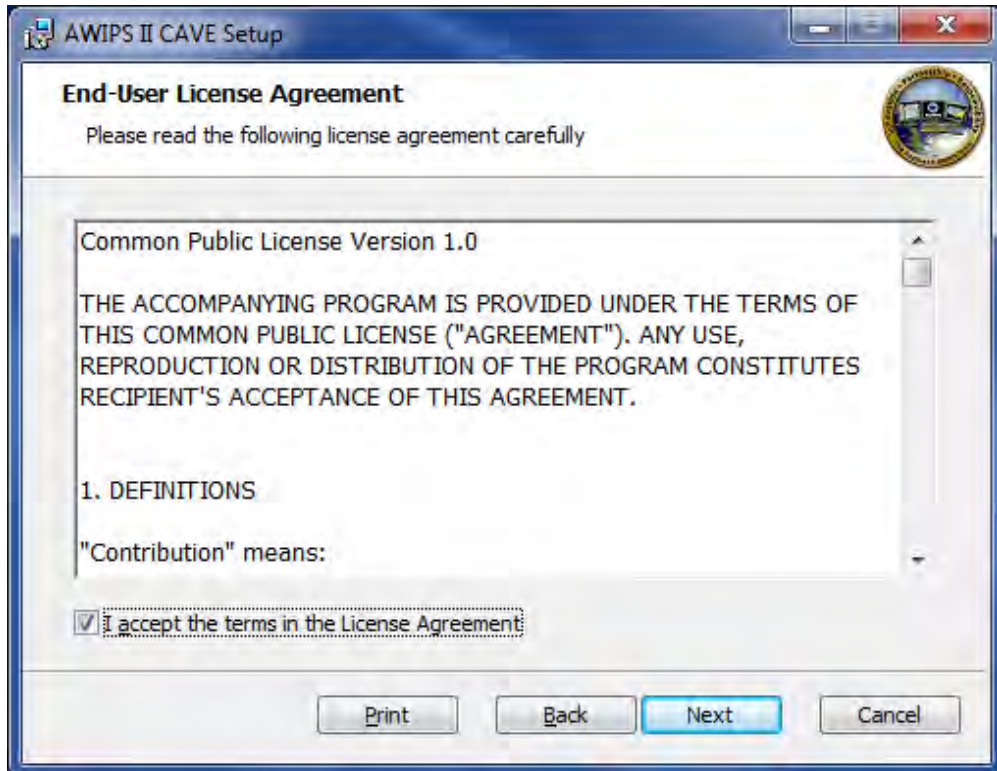 AWIPS II CAVE Setup
End-User License Agreement
Please read the following license agreement carefully
Common Public License Version 1.0
THE ACCOMPANYING PROGRAM IS PROVIDED UNDER THE TERMS OF
THIS COMMON PUBLIC LICENSE ("AGREEMENT"). ANY USE,
REPRODUCTION OR DISTRIBUTION OF THE PROGRAM CONSTITUTES
RECIPIENT'S ACCEPTANCE OF THIS AGREEMENT.
1. DEFINITIONS
"Contribution" means:
I accept the terms in the License Agreement
Print Back Next Cancel